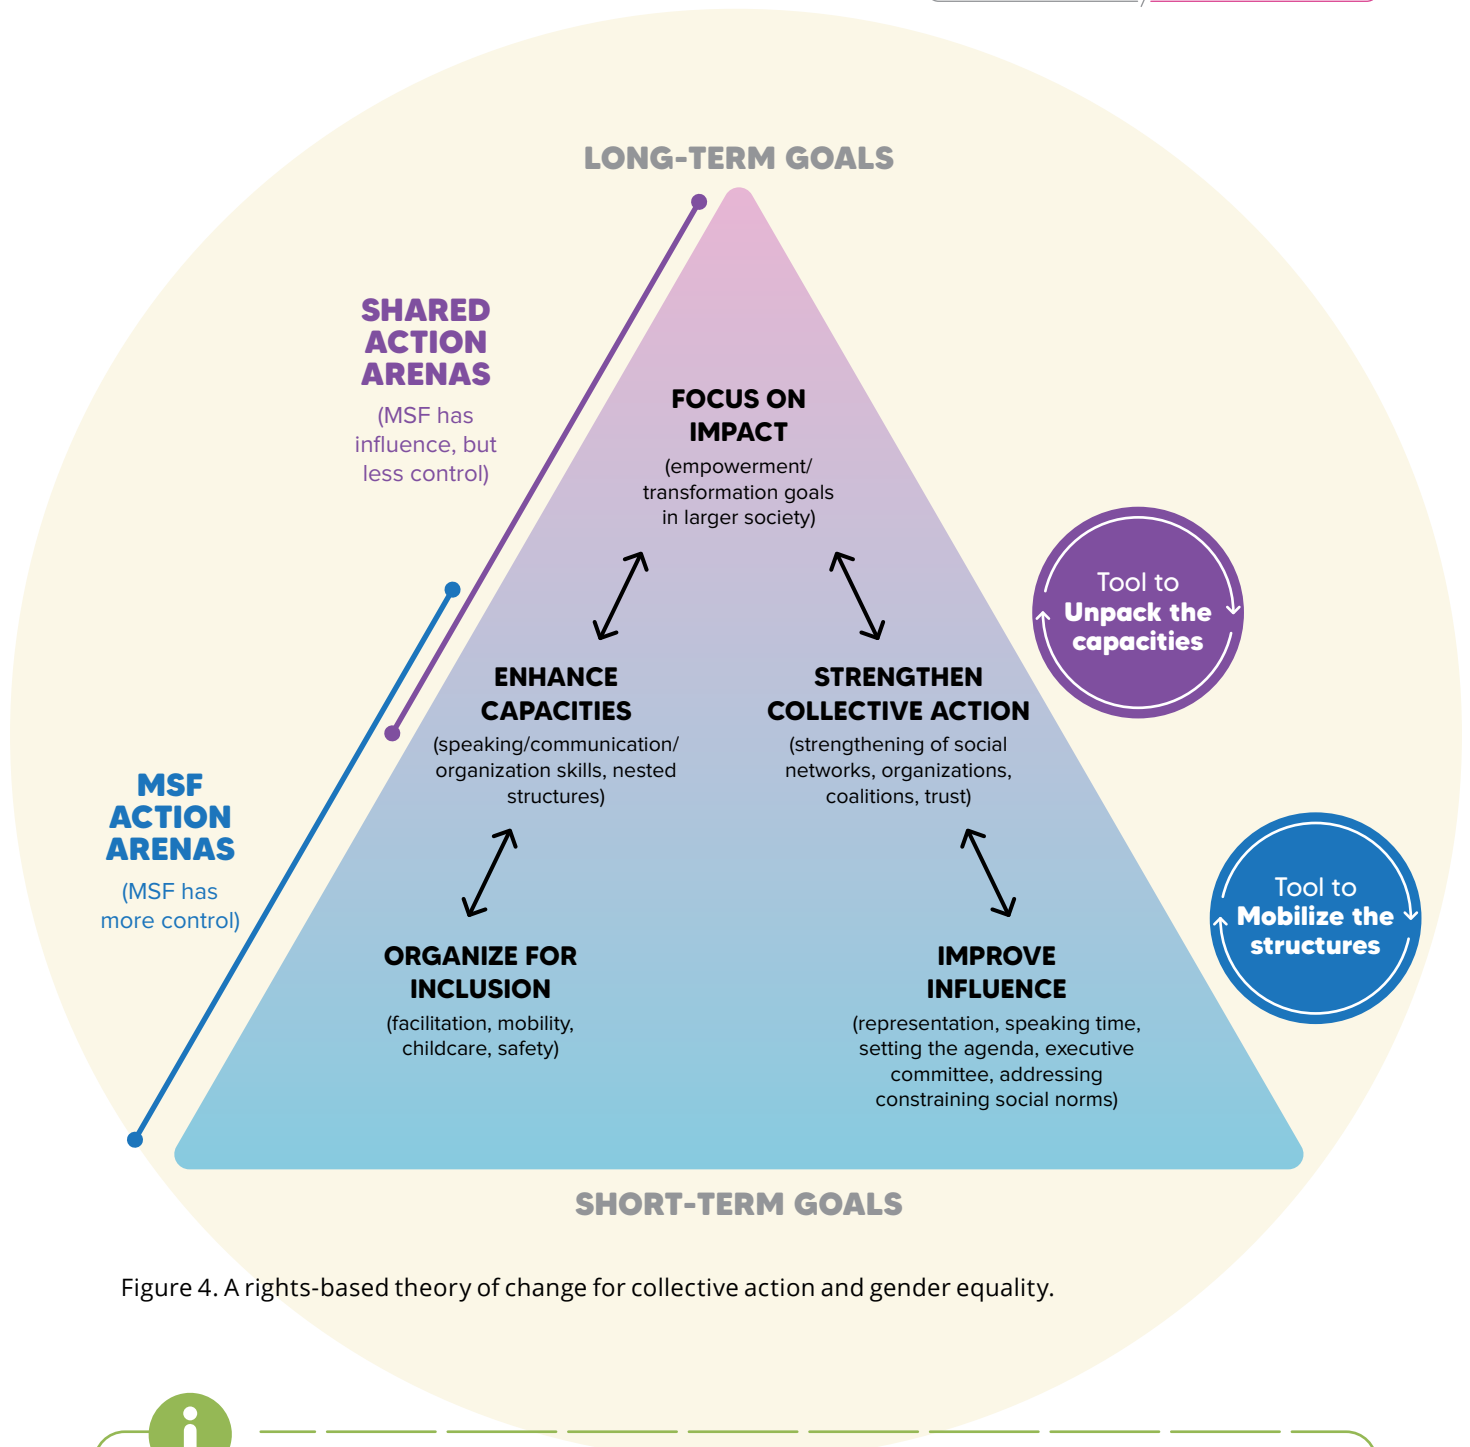 LONG-TERM GOALS
SHARED
ACTION
ARENAS
(MSF has
influence, but
less control)
FOCUS ON
IMPACT
(empowerment/
transformation goals
in larger society)
Tool to
Unpack the
capacities
ENHANCE
CAPACITIES
(speaking/communication/
organization skills, nested
structures)
STRENGTHEN
COLLECTIVE ACTION
(strengthening of social
networks, organizations,
coalitions, trust)
MSF
ACTION
ARENAS
(MSF has
more control)
Tool to
Mobilize the
structures
ORGANIZE FOR
INCLUSION
(facilitation, mobility,
childcare, safety)
IMPROVE
INFLUENCE
(representation, speaking time,
setting the agenda, executive
committee, addressing
constraining social norms)
SHORT-TERM GOALS
Figure 4. A rights-based theory of change for collective action and gender equality.